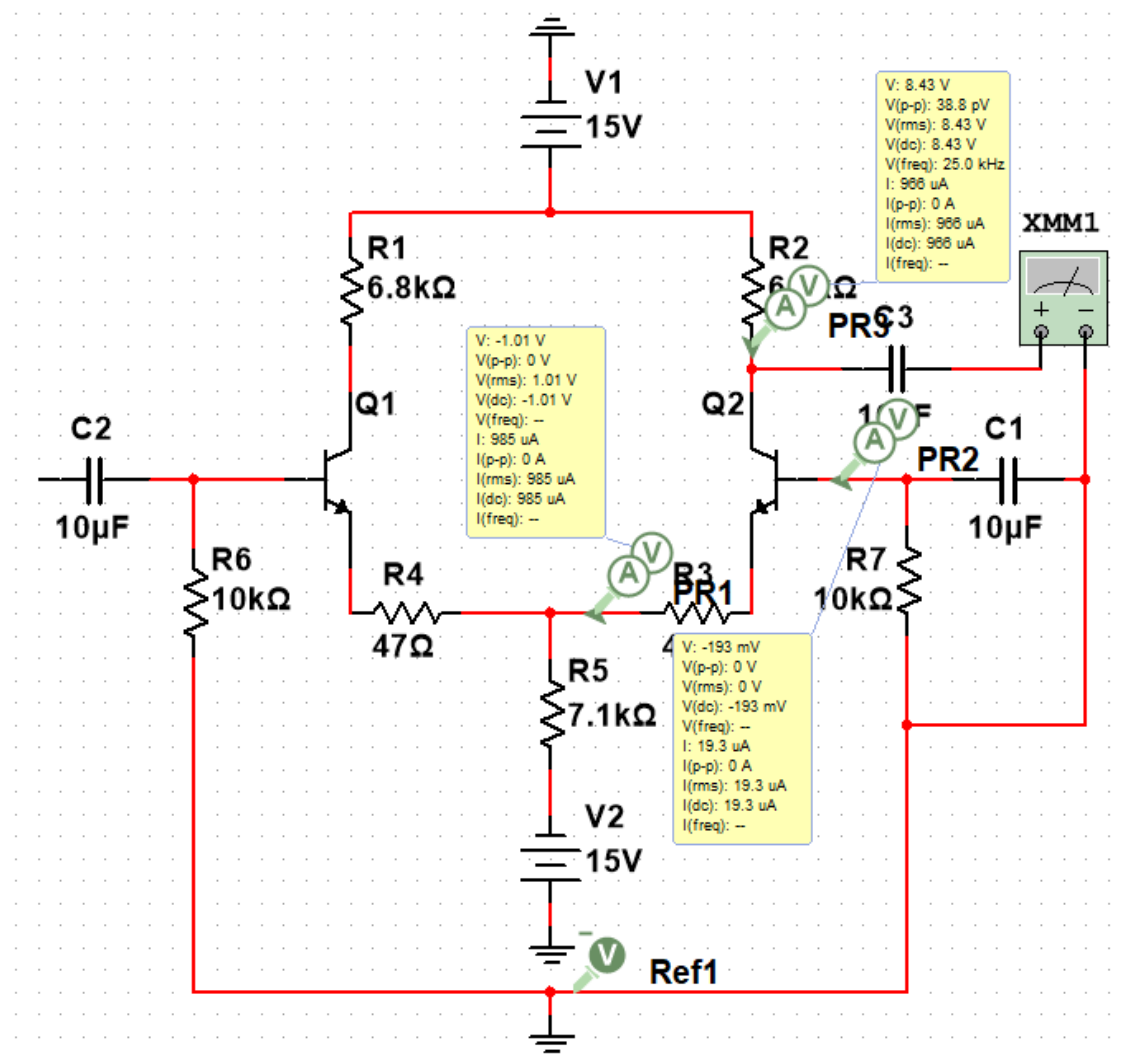 V1
15V
V: 8.43 V
V(p-p): 38.8 pV
V(rms): 8.43 V
V(dc): 8.43 V
V(freq): 25.0 kHz
I: 966 uA
I(p-p): 0 A
I(rms): 966 uA
I(dc): 966 uA
I(freq): --
XMM1
R1
6.8kΩ
R2
6
Ω
V
A
PR3
C3
V: -1.01 V
V(p-p): 0 V
V(rms): 1.01 V
V(dc): -1.01 V
V(freq): --
I: 985 uA
I(p-p): 0 A
I(rms): 985 uA
I(dc): 985 uA
I(freq): --
Q1
Q2
C2
10µF
V
A
PR2
C1
10µF
R6
10kΩ
R4
47Ω
V
A
R3
PR1
4
R7
10kΩ
R5
7.1kΩ
V: -193 mV
V(p-p): 0 V
V(rms): 0 V
V(dc): -193 mV
V(freq): --
I: 19.3 uA
I(p-p): 0 A
I(rms): 19.3 uA
I(dc): 19.3 uA
I(freq): --
V2
15V
V
Ref1